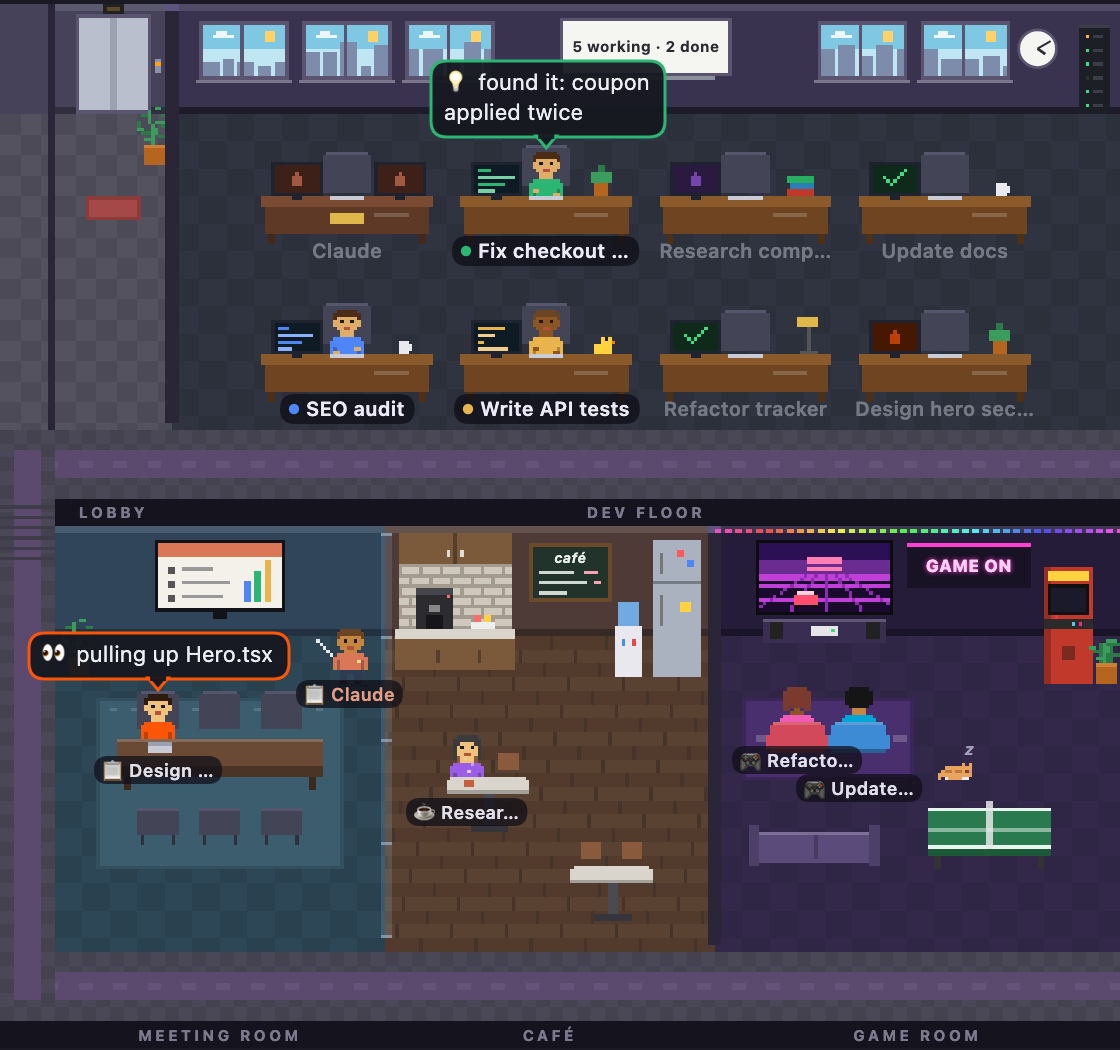 5 working · 2 done
💡 found it: coupon
applied twice
Claude
Fix checkout ...
Research comp...
Update docs
SEO audit
Write API tests
Refactor tracker
Design hero sec...
LOBBY
DEV FLOOR
café
GAME ON
👀 pulling up Hero.tsx
📋 Claude
📋 Design ...
☕ Resear...
🎮 Refacto...
🎮 Update...
z
MEETING ROOM
CAFÉ
GAME ROOM